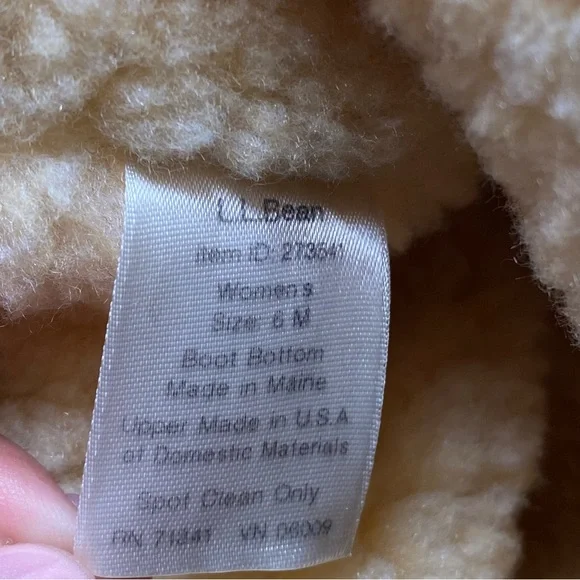 L.L.Bean
Item ID: 273541
Women's
Size: 6 M
Boot Bottom
Made in Maine
Upper Made in U.S.A
of Domestic Materials
Spot Clean Only
RN 71341 VN D6009